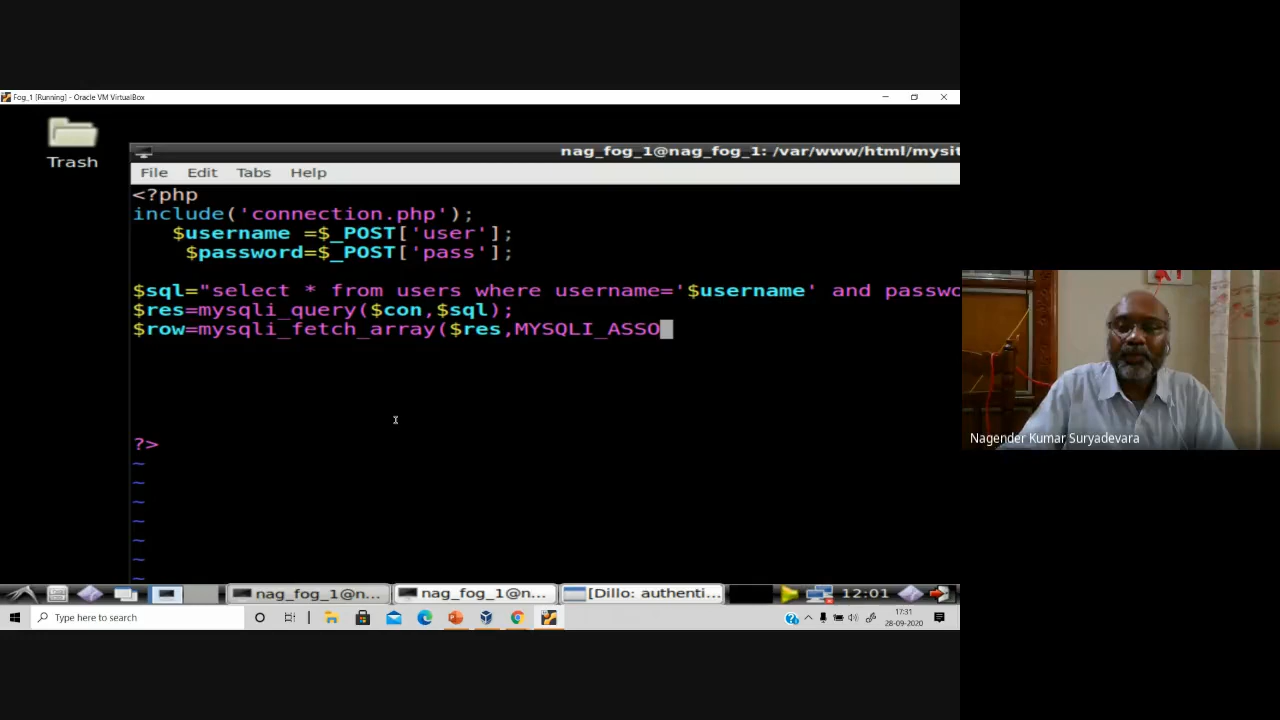 Fog_1 [Running] - Oracle VM VirtualBox
Trash
nag_fog_1@nag_fog_1: /var/www/html/mysit
File Edit Tabs Help
<?php
include('connection.php');
$username =$_POST['user'];
$password=$_POST['pass'];
$sql="select * from users where username='$username' and passwo
$res=mysqli_query($con,$sql);
$row=mysqli_fetch_array($res,MYSQLI_ASSO
?>
~
~
~
~
~
~
~
Nagender Kumar Suryadevara
nag_fog_1@n... nag_fog_1@n... [Dillo: authenti... 12:01
Type here to search
17:31
28-09-2020